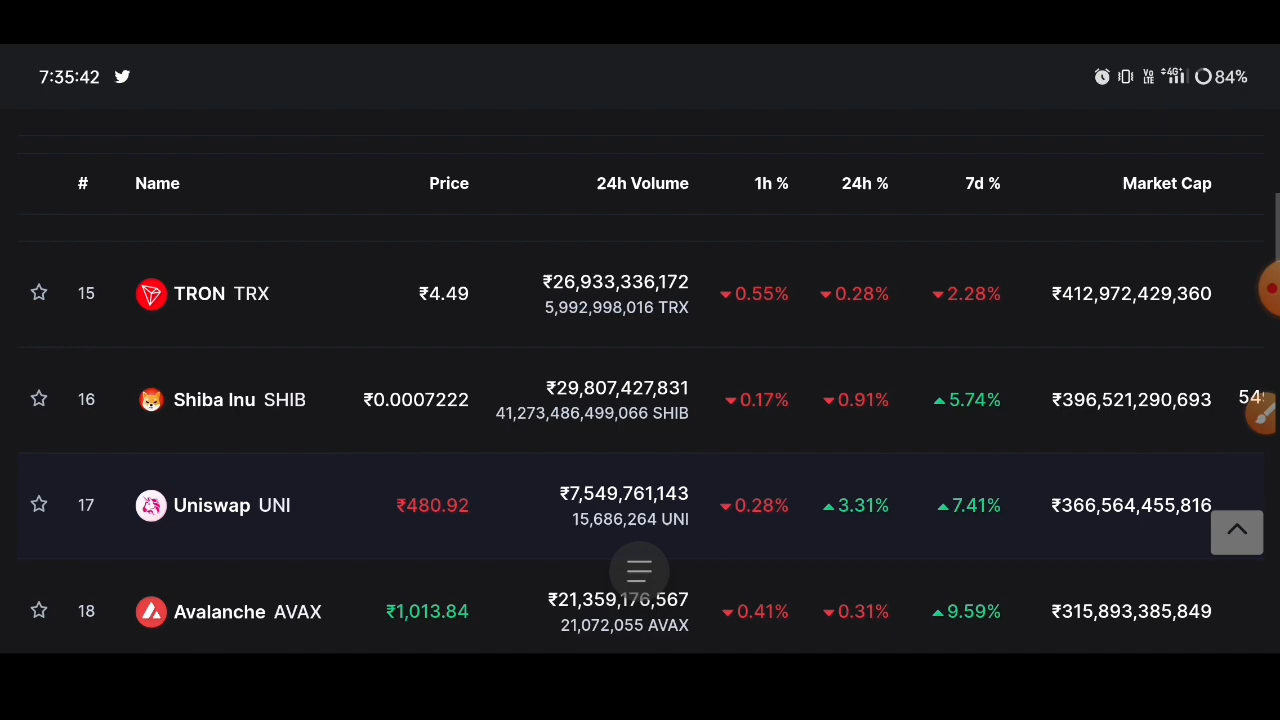 7:35:42 Vo LTE 4G+ 84%
# Name Price 24h Volume 1h % 24h % 7d % Market Cap
15 TRON TRX ₹4.49 ₹26,933,336,172 0.55% 0.28% 2.28% ₹412,972,429,360
5,992,998,016 TRX
16 Shiba Inu SHIB ₹0.0007222 ₹29,807,427,831 0.17% 0.91% 5.74% ₹396,521,290,693
41,273,486,499,066 SHIB
17 Uniswap UNI ₹480.92 ₹7,549,761,143 0.28% 3.31% 7.41% ₹366,564,455,816
15,686,264 UNI
18 Avalanche AVAX ₹1,013.84 ₹21,359,176,567 0.41% 0.31% 9.59% ₹315,893,385,849
21,072,055 AVAX